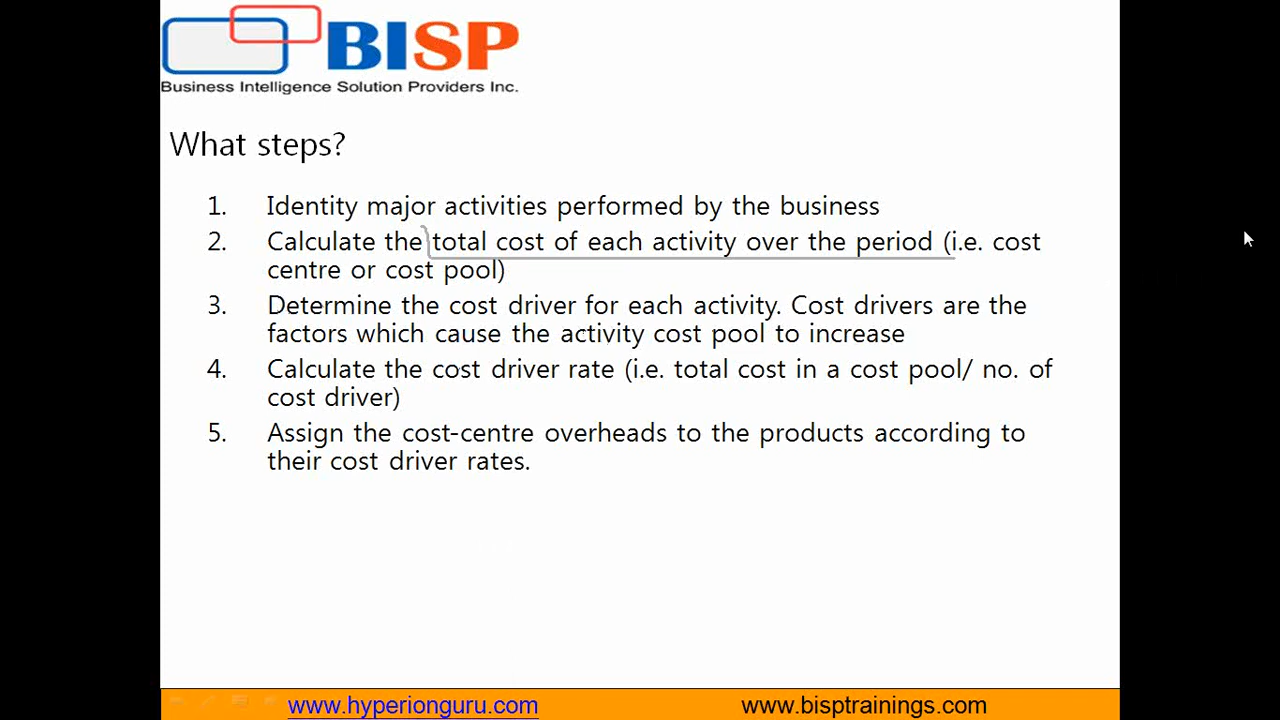 BISP
Business Intelligence Solution Providers Inc.
What steps?
1. Identity major activities performed by the business
2. Calculate the total cost of each activity over the period (i.e. cost
centre or cost pool)
3. Determine the cost driver for each activity. Cost drivers are the
factors which cause the activity cost pool to increase
4. Calculate the cost driver rate (i.e. total cost in a cost pool/ no. of
cost driver)
5. Assign the cost-centre overheads to the products according to
their cost driver rates.
www.hyperionguru.com www.bisptrainings.com